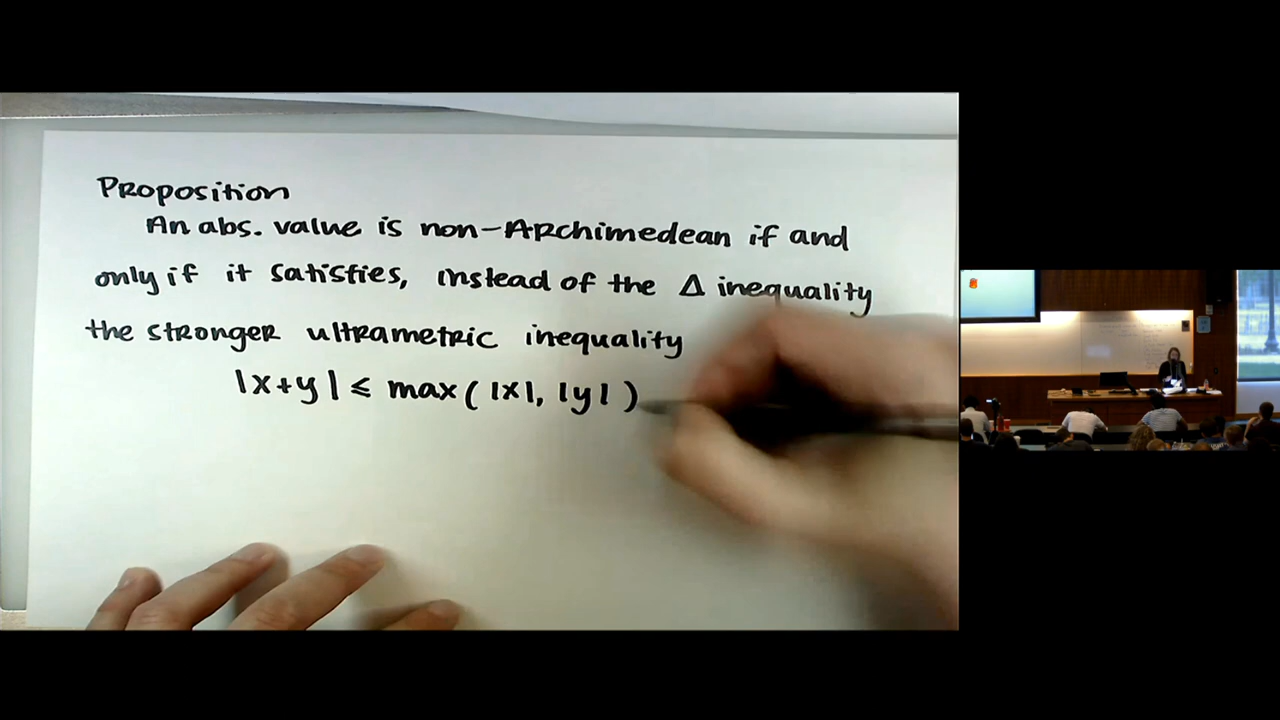 Proposition
An abs. value is non-Archimedean if and
only if it satisfies, instead of the Δ inequality
the stronger ultrametric inequality
|x+y| ≤ max(|x|, |y|)